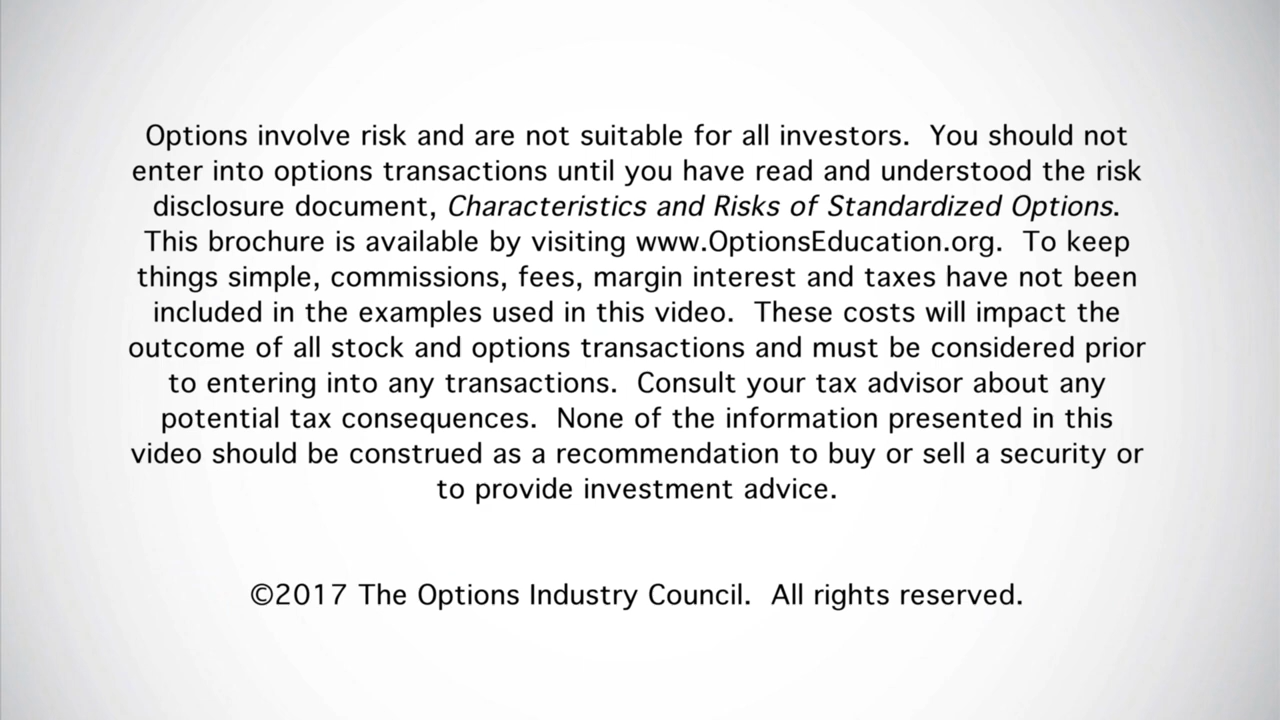 Options involve risk and are not suitable for all investors.  You should not
enter into options transactions until you have read and understood the risk
disclosure document, Characteristics and Risks of Standardized Options.
This brochure is available by visiting www.OptionsEducation.org.  To keep
things simple, commissions, fees, margin interest and taxes have not been
included in the examples used in this video.  These costs will impact the
outcome of all stock and options transactions and must be considered prior
to entering into any transactions.  Consult your tax advisor about any
potential tax consequences.  None of the information presented in this
video should be construed as a recommendation to buy or sell a security or
to provide investment advice.
©2017 The Options Industry Council.  All rights reserved.